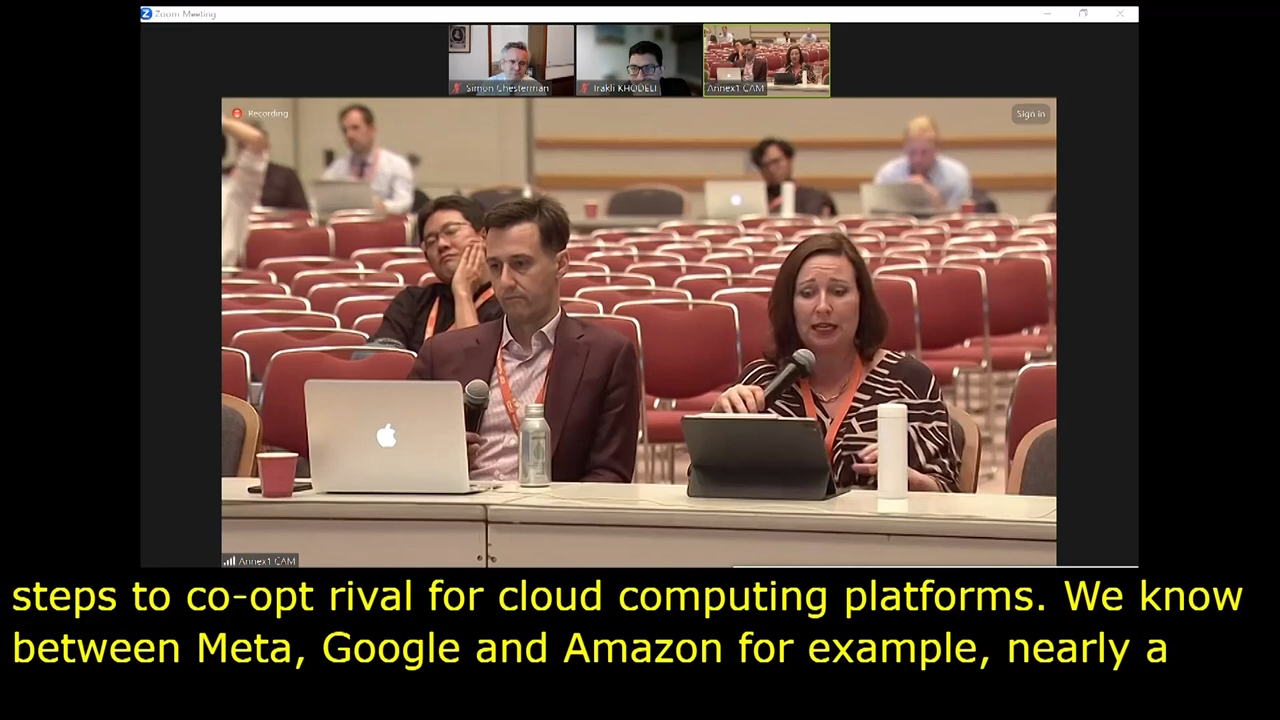 Zoom Meeting
Simon Chesterman
Irakli KHODELI
Annex1 CAM
Recording
Sign in
Annex1 CAM
steps to co-opt rival for cloud computing platforms. We know
between Meta, Google and Amazon for example, nearly a